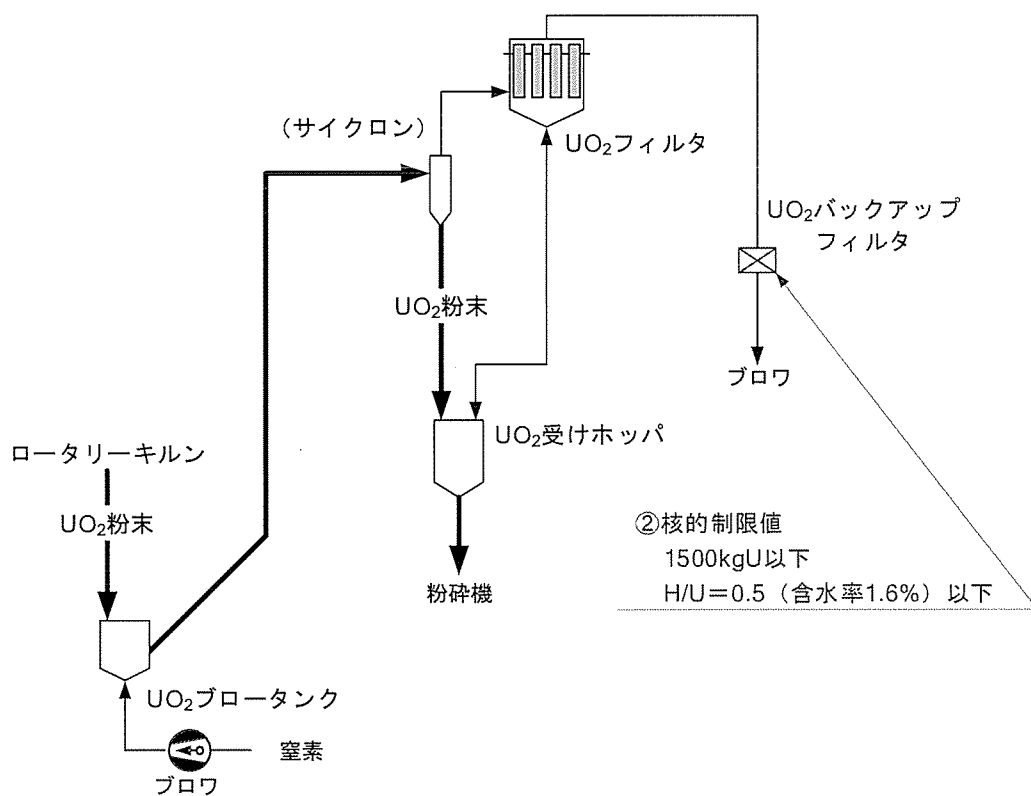 (サイクロン)
UO₂フィルタ
UO₂バックアップ
フィルタ
UO₂粉末
ブロワ
UO₂受けホッパ
ロータリーキルン
UO₂粉末
②核的制限値
1500kgU以下
H/U=0.5(含水率1.6%)以下
粉砕機
UO₂ブロータンク
窒素
ブロワ